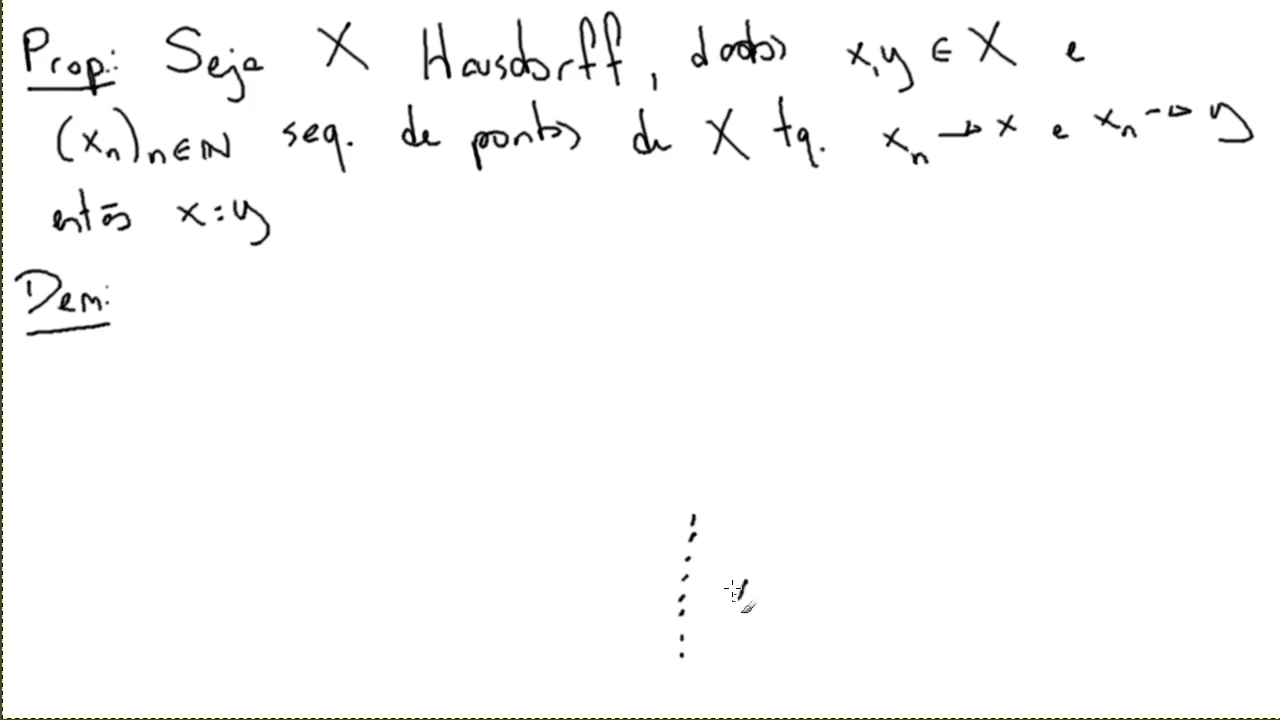 Prop.: Seja X Hausdorff, dados x,y ∈ X e
(xₙ)ₙ∈ℕ seq. de pontos de X tq. xₙ → x e xₙ → y
então x = y
Dem: